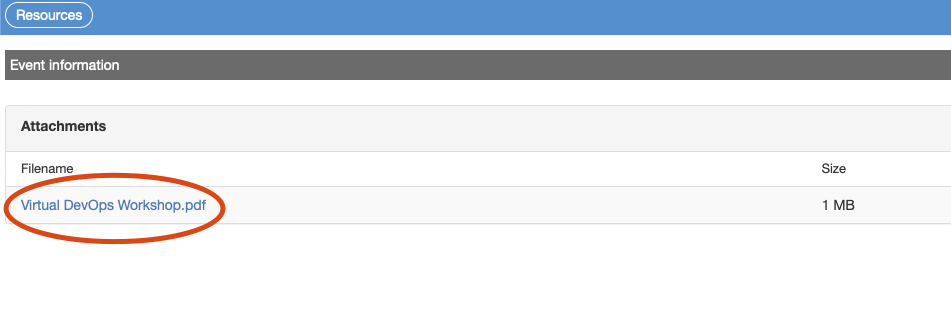 Resources
Event information
Attachments
Filename Size
Virtual DevOps Workshop.pdf 1 MB